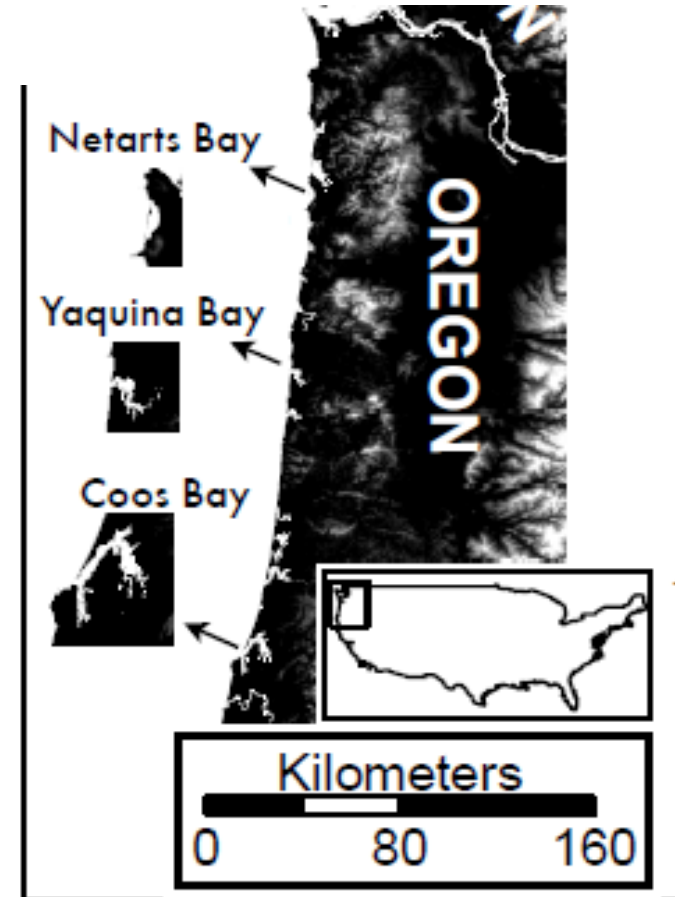 N
Netarts Bay
OREGON
Yaquina Bay
Coos Bay
Kilometers
0 80 160